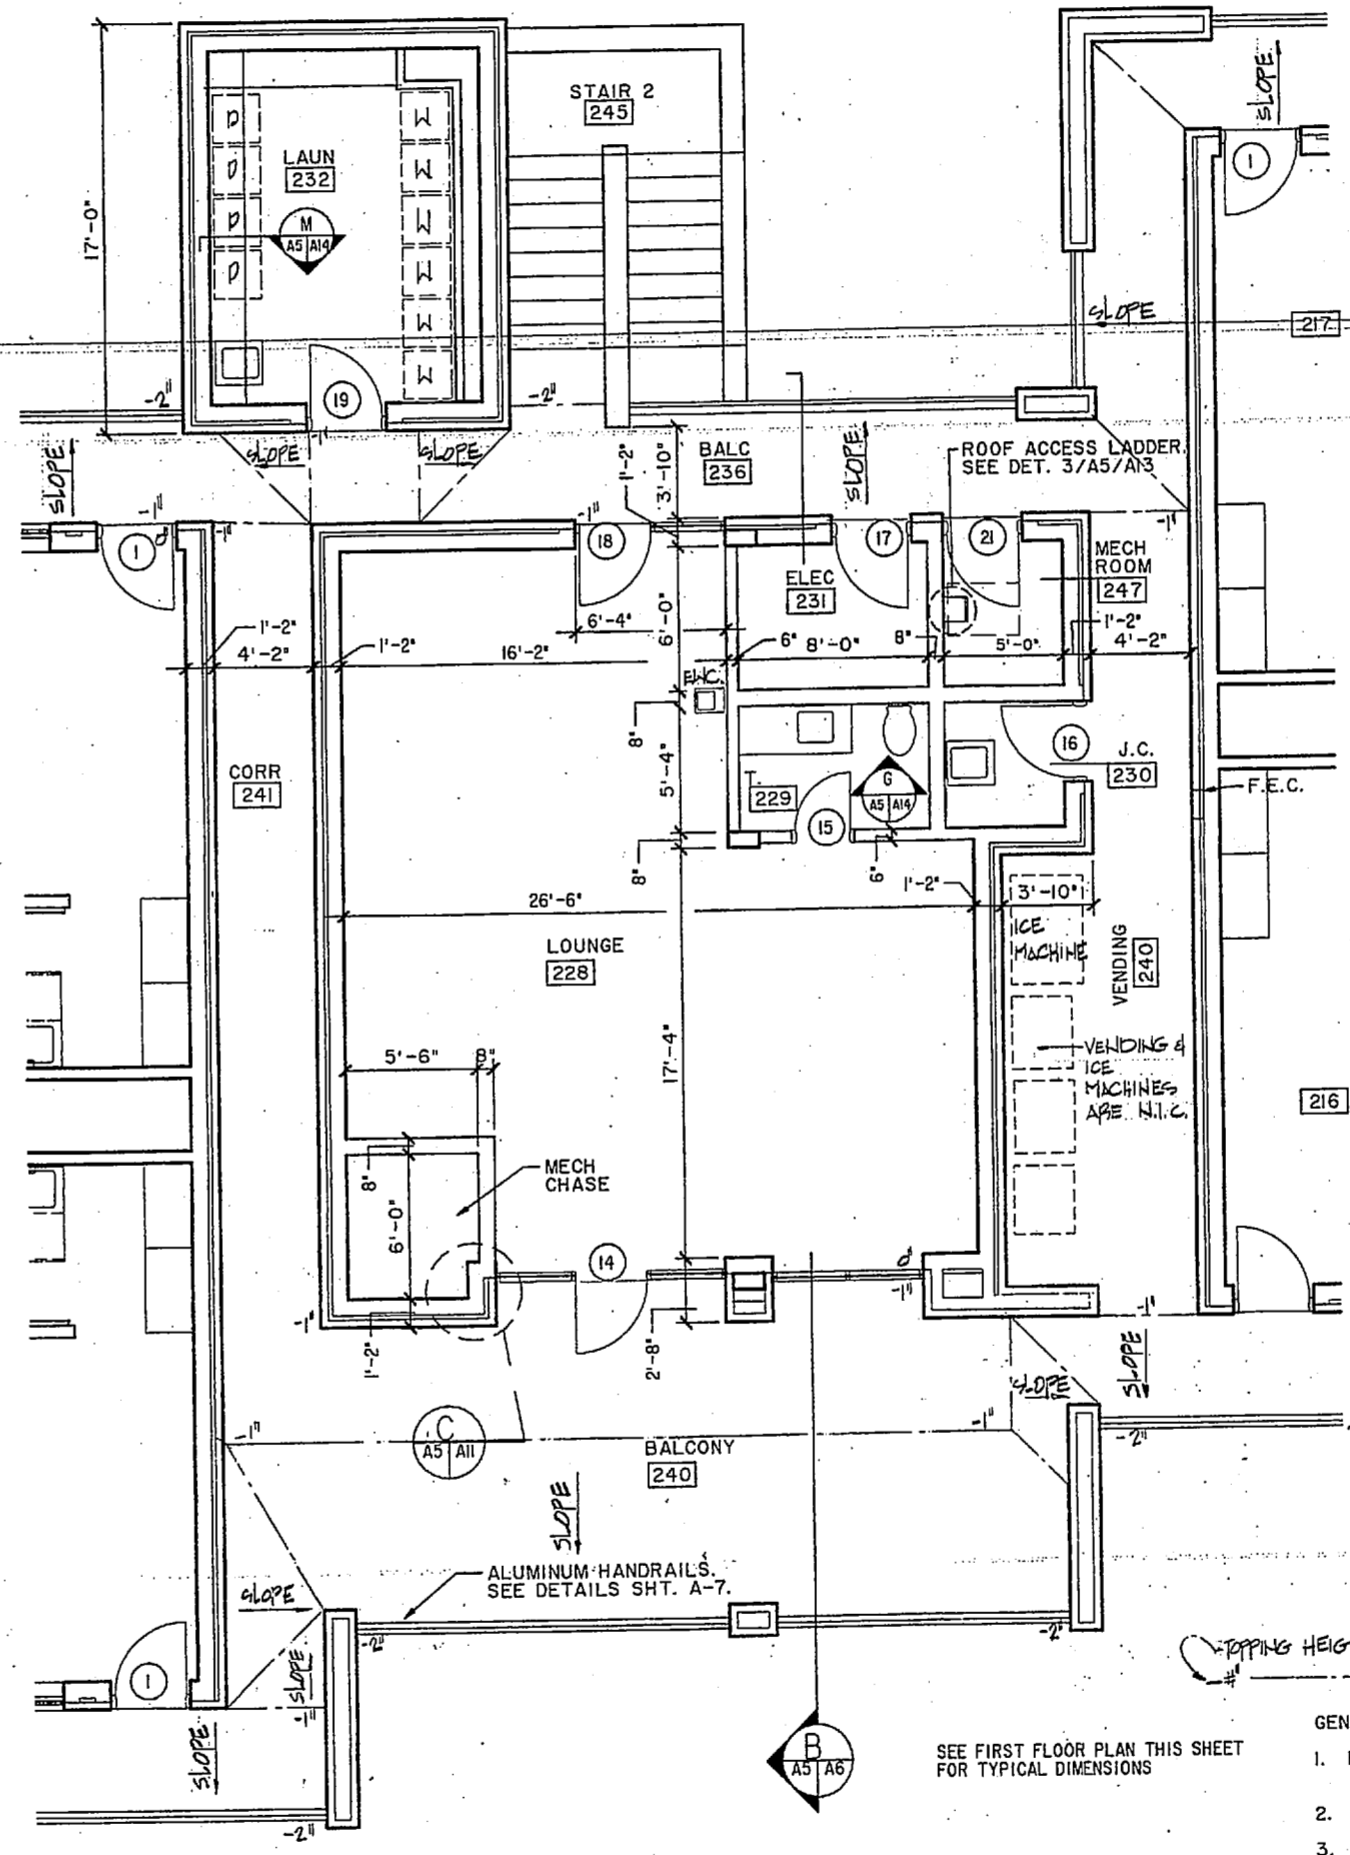 STAIR 2
245
SLOPE
D
M
LAUN
232
1
D
M
D
M
17'-0"
M
A5 A14
D
M
SLOPE
217
M
M
19
-2"
-2"
-1"
SLOPE
SLOPE
SLOPE
1'-2"
3'-10"
BALC
236
SLOPE
ROOF ACCESS LADDER.
SEE DET. 3/A5/A13
-1"
0"
-1"
-1"
-1"
1
18
17
21
MECH
ROOM
247
ELEC
231
6'-4"
6'-0"
1'-2"
4'-2"
1'-2"
16'-2"
6"
8'-0"
8"
5'-0"
1'-2"
4'-2"
EWC.
8"
16
J.C.
230
CORR
241
5'-4"
T.
229
G
A5 A14
F.E.C.
15
8"
6"
1'-2"
3'-10"
26'-6"
ICE
MACHINE
LOUNGE
228
VENDING
240
5'-6"
8"
17'-4"
VENDING &
ICE
MACHINES
ARE N.I.C.
216
8"
MECH
CHASE
6'-0"
14
0"
-1"
-1"
-1"
1'-2"
2'-8"
SLOPE
SLOPE
-1"
-1"
-2"
C
A5 A11
BALCONY
240
SLOPE
ALUMINUM HANDRAILS.
SEE DETAILS SHT. A-7.
SLOPE
-2"
-2"
TOPPING HEIG
-#"
1
SLOPE
-1"
SLOPE
B
A5 A6
SEE FIRST FLOOR PLAN THIS SHEET
FOR TYPICAL DIMENSIONS
GEN
1.
2.
-2"
3.